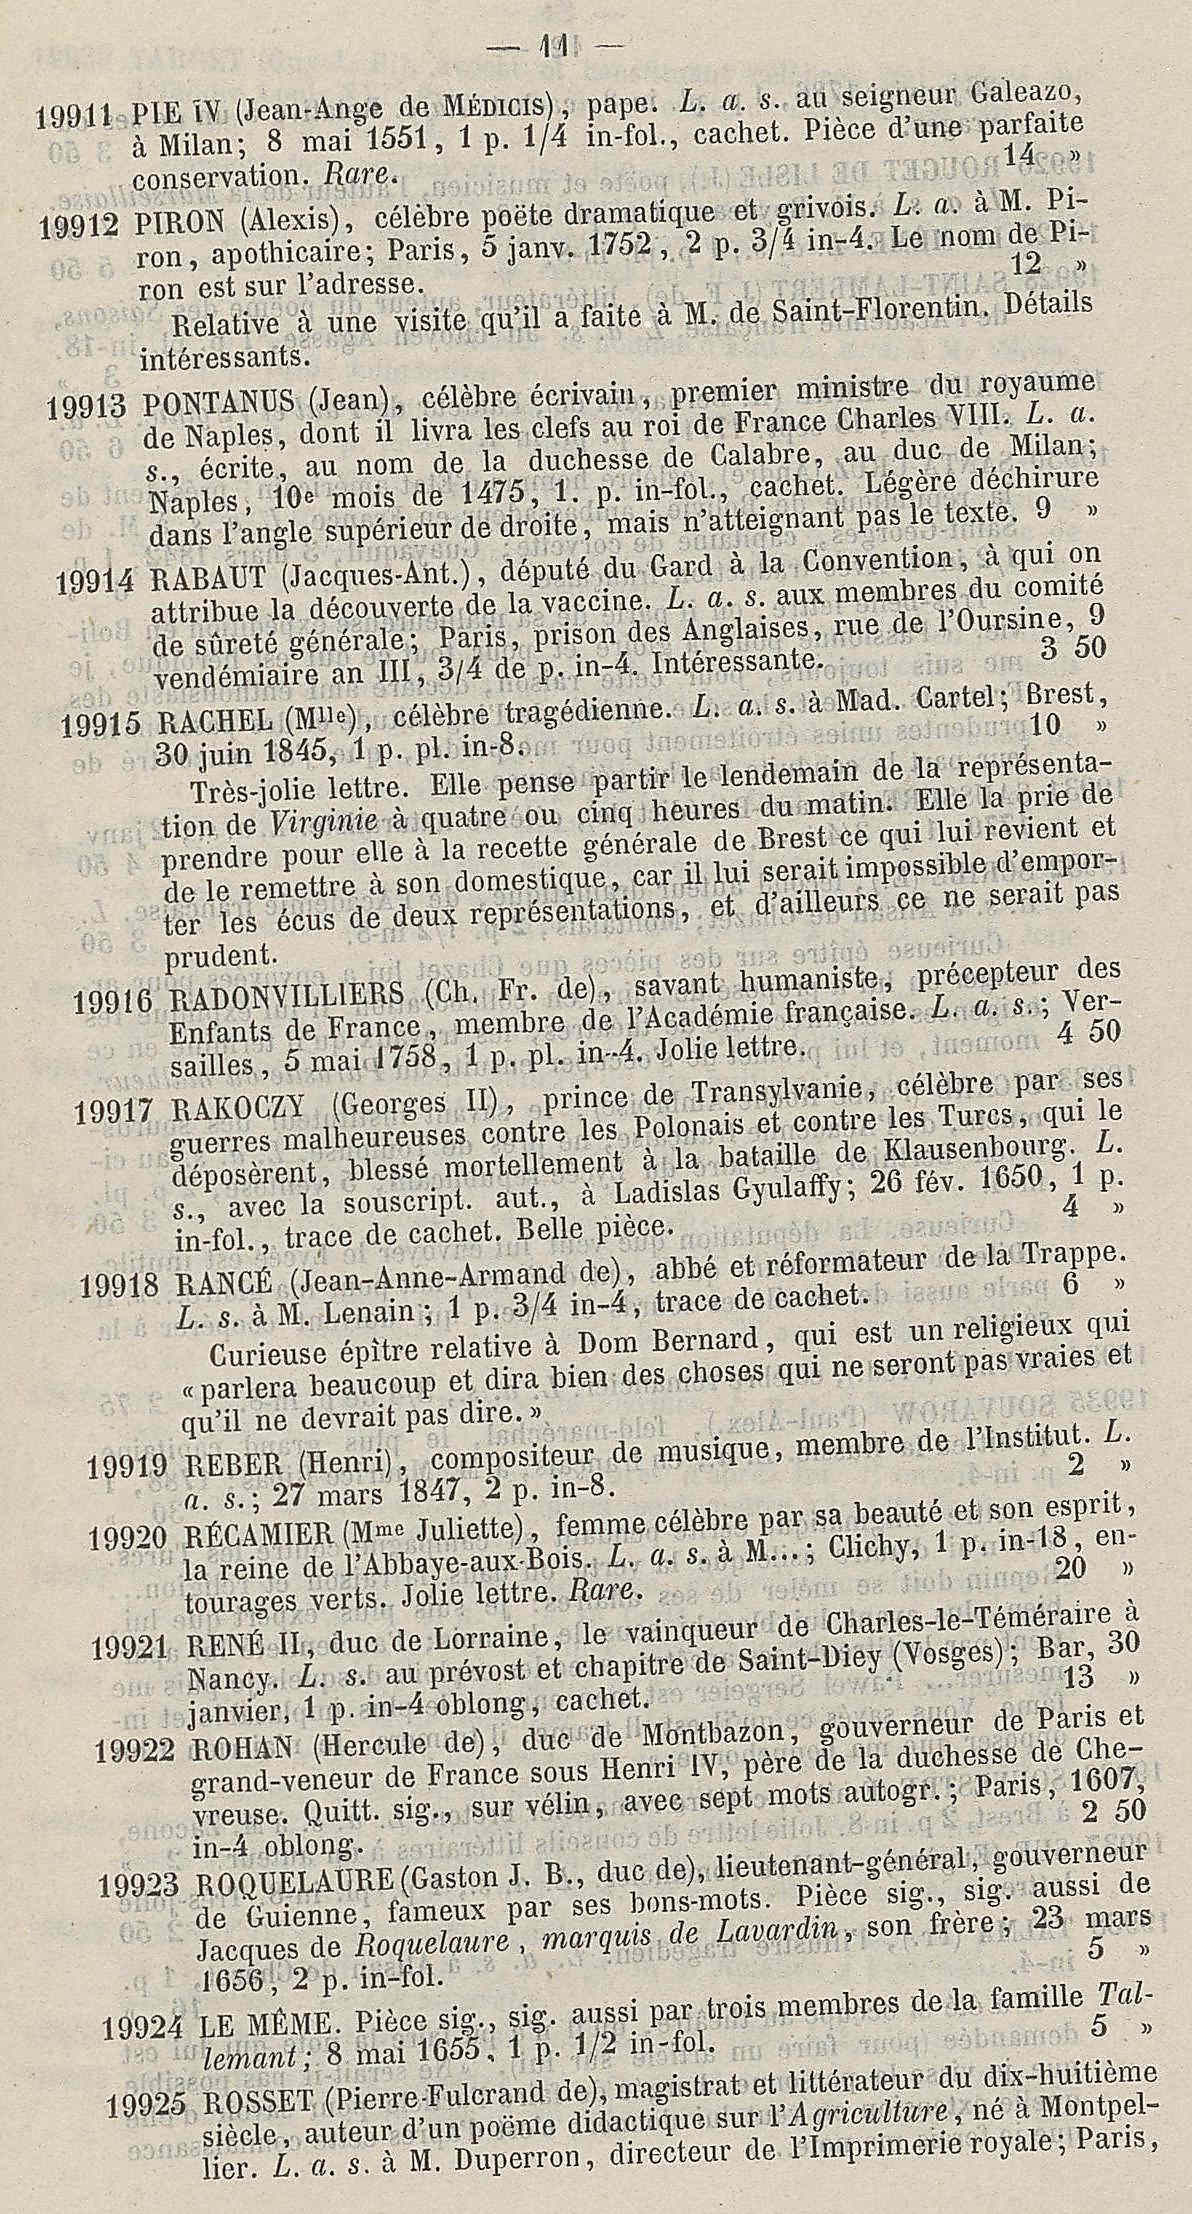 — 11 —
19911 PIE IV (Jean-Ange de MÉDICIS), pape. L. a. s. au seigneur Galeazo,
à Milan; 8 mai 1551, 1 p. 1/4 in-fol., cachet. Pièce d'une parfaite
conservation. Rare. 14 »
19912 PIRON (Alexis), célèbre poëte dramatique et grivois. L. a. à M. Pi-
ron, apothicaire; Paris, 5 janv. 1752, 2 p. 3/4 in-4. Le nom de Pi-
ron est sur l'adresse. 12 »
Relative à une visite qu'il a faite à M. de Saint-Florentin. Détails
intéressants.
19913 PONTANUS (Jean), célèbre écrivain, premier ministre du royaume
de Naples, dont il livra les clefs au roi de France Charles VIII. L. a.
s., écrite, au nom de la duchesse de Calabre, au duc de Milan;
Naples, 10e mois de 1475, 1. p. in-fol., cachet. Légère déchirure
dans l'angle supérieur de droite, mais n'atteignant pas le texte. 9 »
19914 RABAUT (Jacques-Ant.), député du Gard à la Convention, à qui on
attribue la découverte de la vaccine. L. a. s. aux membres du comité
de sûreté générale; Paris, prison des Anglaises, rue de l'Oursine, 9
vendémiaire an III, 3/4 de p. in-4. Intéressante. 3 50
19915 RACHEL (Mlle), célèbre tragédienne. L. a. s. à Mad. Cartel; Brest,
30 juin 1845, 1 p. pl. in-8. 10 »
Très-jolie lettre. Elle pense partir le lendemain de la représenta-
tion de Virginie à quatre ou cinq heures du matin. Elle la prie de
prendre pour elle à la recette générale de Brest ce qui lui revient et
de le remettre à son domestique, car il lui serait impossible d'empor-
ter les écus de deux représentations, et d'ailleurs ce ne serait pas
prudent.
19916 RADONVILLIERS (Ch. Fr. de), savant humaniste, précepteur des
Enfants de France, membre de l'Académie française. L. a. s.; Ver-
sailles, 5 mai 1758, 1 p. pl. in-4. Jolie lettre. 4 50
19917 RAKOCZY (Georges II), prince de Transylvanie, célèbre par ses
guerres malheureuses contre les Polonais et contre les Turcs, qui le
déposèrent, blessé mortellement à la bataille de Klausenbourg. L.
s., avec la souscript. aut., à Ladislas Gyulaffy; 26 fév. 1650, 1 p.
in-fol., trace de cachet. Belle pièce. 4 »
19918 RANCÉ (Jean-Anne-Armand de), abbé et réformateur de la Trappe.
L. s. à M. Lenain; 1 p. 3/4 in-4, trace de cachet. 6 »
Curieuse épître relative à Dom Bernard, qui est un religieux qui
« parlera beaucoup et dira bien des choses qui ne seront pas vraies et
qu'il ne devrait pas dire. »
19919 REBER (Henri), compositeur de musique, membre de l'Institut. L.
a. s.; 27 mars 1847, 2 p. in-8. 2 »
19920 RÉCAMIER (Mme Juliette), femme célèbre par sa beauté et son esprit,
la reine de l'Abbaye-aux-Bois. L. a. s. à M...; Clichy, 1 p. in-18, en-
tourages verts. Jolie lettre. Rare. 20 »
19921 RENÉ II, duc de Lorraine, le vainqueur de Charles-le-Téméraire à
Nancy. L. s. au prévost et chapitre de Saint-Diey (Vosges); Bar, 30
janvier, 1 p. in-4 oblong, cachet. 13 »
19922 ROHAN (Hercule de), duc de Montbazon, gouverneur de Paris et
grand-veneur de France sous Henri IV, père de la duchesse de Che-
vreuse. Quitt. sig., sur vélin, avec sept mots autogr.; Paris, 1607,
in-4 oblong. 2 50
19923 ROQUELAURE (Gaston J. B., duc de), lieutenant-général, gouverneur
de Guienne, fameux par ses bons-mots. Pièce sig., sig. aussi de
Jacques de Roquelaure, marquis de Lavardin, son frère; 23 mars
1656, 2 p. in-fol. 5 »
19924 LE MÊME. Pièce sig., sig. aussi par trois membres de la famille Tal-
lemant; 8 mai 1655, 1 p. 1/2 in-fol. 5 »
19925 ROSSET (Pierre-Fulcrand de), magistrat et littérateur du dix-huitième
siècle, auteur d'un poëme didactique sur l'Agriculture, né à Montpel-
lier. L. a. s. à M. Duperron, directeur de l'Imprimerie royale; Paris,